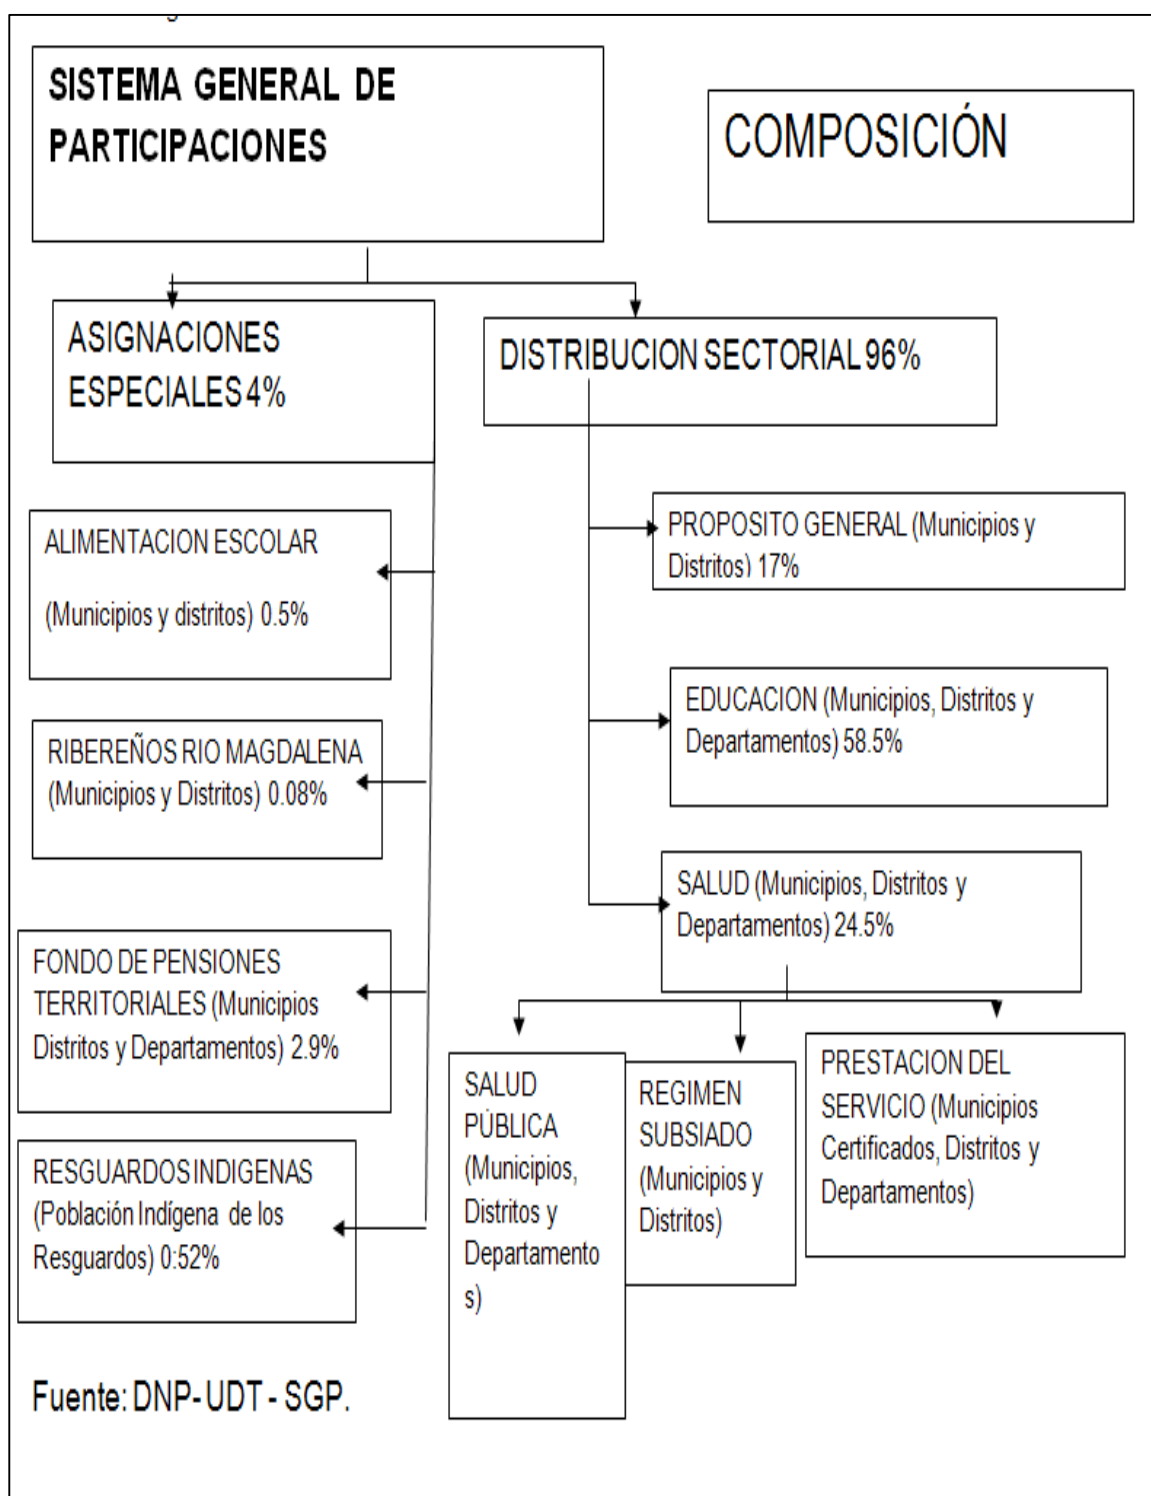 SISTEMA GENERAL DE
PARTICIPACIONES
COMPOSICIÓN
ASIGNACIONES
ESPECIALES 4%
DISTRIBUCION SECTORIAL 96%
ALIMENTACION ESCOLAR
(Municipios y distritos) 0.5%
RIBEREÑOS RIO MAGDALENA
(Municipios y Distritos) 0.08%
FONDO DE PENSIONES
TERRITORIALES (Municipios
Distritos y Departamentos) 2.9%
RESGUARDOS INDIGENAS
(Población Indígena de los
Resguardos) 0:52%
PROPOSITO GENERAL (Municipios y
Distritos) 17%
EDUCACION (Municipios, Distritos y
Departamentos) 58.5%
SALUD (Municipios, Distritos y
Departamentos) 24.5%
SALUD
PÚBLICA
(Municipios,
Distritos y
Departamento
s)
REGIMEN
SUBSIADO
(Municipios y
Distritos)
PRESTACION DEL
SERVICIO (Municipios
Certificados, Distritos y
Departamentos)
Fuente: DNP- UDT - SGP.